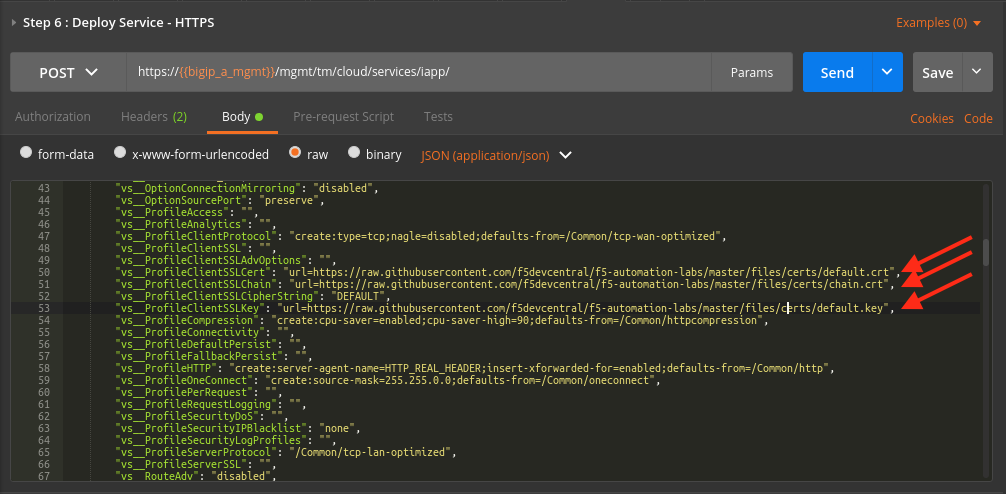 Step 6 : Deploy Service - HTTPS
Examples (0)
POST
https://{{bigip_a_mgmt}}/mgmt/tm/cloud/services/iapp/
Params
Send
Save
Authorization
Headers (2)
Body
Pre-request Script
Tests
Cookies
Code
form-data
x-www-form-urlencoded
raw
binary
JSON (application/json)
43 "vs__OptionConnectionMirroring": "disabled",
44 "vs__OptionSourcePort": "preserve",
45 "vs__ProfileAccess": "",
46 "vs__ProfileAnalytics": "",
47 "vs__ProfileClientProtocol": "create:type=tcp;nagle=disabled;defaults-from=/Common/tcp-wan-optimized",
48 "vs__ProfileClientSSL": "",
49 "vs__ProfileClientSSLAdvOptions": "",
50 "vs__ProfileClientSSLCert": "url=https://raw.githubusercontent.com/f5devcentral/f5-automation-labs/master/files/certs/default.crt",
51 "vs__ProfileClientSSLChain": "url=https://raw.githubusercontent.com/f5devcentral/f5-automation-labs/master/files/certs/chain.crt",
52 "vs__ProfileClientSSLCipherString": "DEFAULT",
53 "vs__ProfileClientSSLKey": "url=https://raw.githubusercontent.com/f5devcentral/f5-automation-labs/master/files/certs/default.key",
54 "vs__ProfileCompression": "create:cpu-saver=enabled;cpu-saver-high=90;defaults-from=/Common/httpcompression",
55 "vs__ProfileConnectivity": "",
56 "vs__ProfileDefaultPersist": "",
57 "vs__ProfileFallbackPersist": "",
58 "vs__ProfileHTTP": "create:server-agent-name=HTTP_REAL_HEADER;insert-xforwarded-for=enabled;defaults-from=/Common/http",
59 "vs__ProfileOneConnect": "create:source-mask=255.255.0.0;defaults-from=/Common/oneconnect",
60 "vs__ProfilePerRequest": "",
61 "vs__ProfileRequestLogging": "",
62 "vs__ProfileSecurityDoS": "",
63 "vs__ProfileSecurityIPBlacklist": "none",
64 "vs__ProfileSecurityLogProfiles": "",
65 "vs__ProfileServerProtocol": "/Common/tcp-lan-optimized",
66 "vs__ProfileServerSSL": "",
67 "vs__RouteAdv": "disabled",